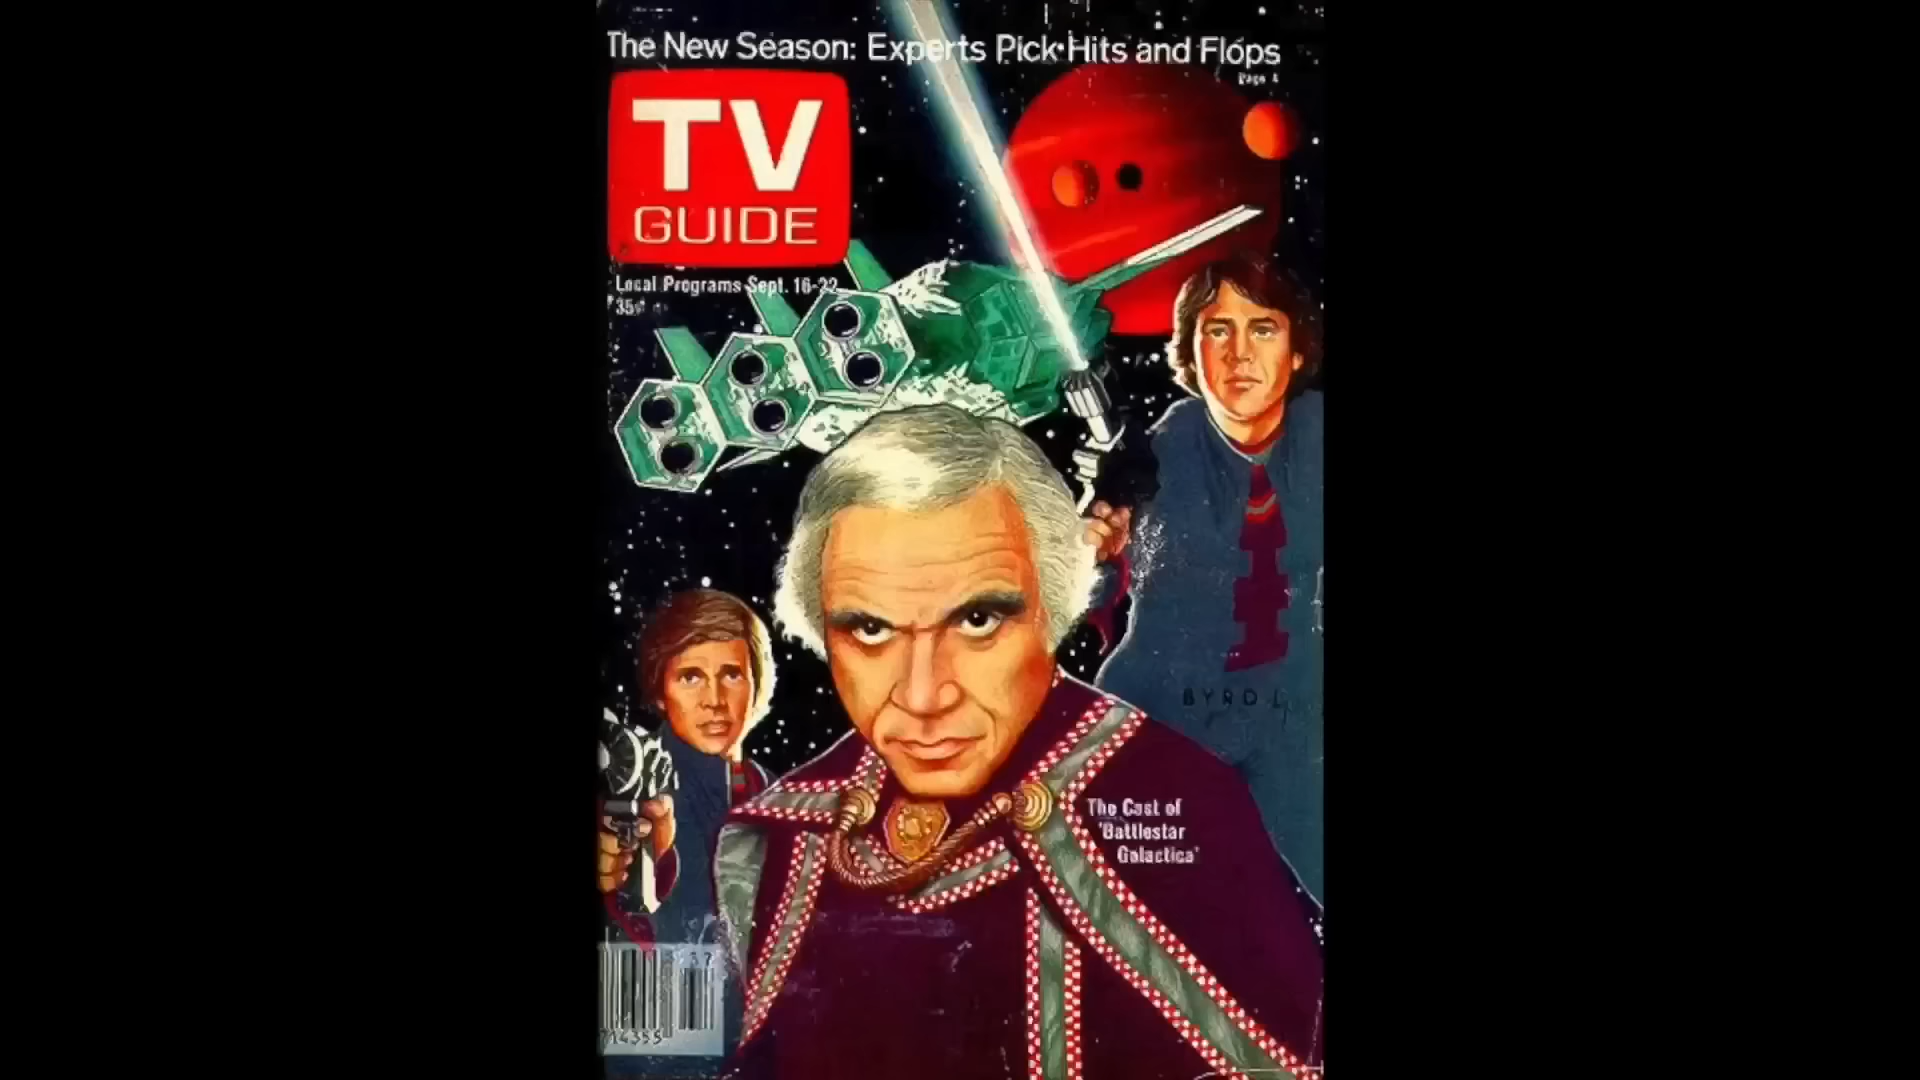 The New Season: Experts Pick Hits and Flops
Page 4
TV
GUIDE
Local Programs Sept. 16-22
35¢
BYRD
The Cast of
'Battlestar
Galactica'
714355